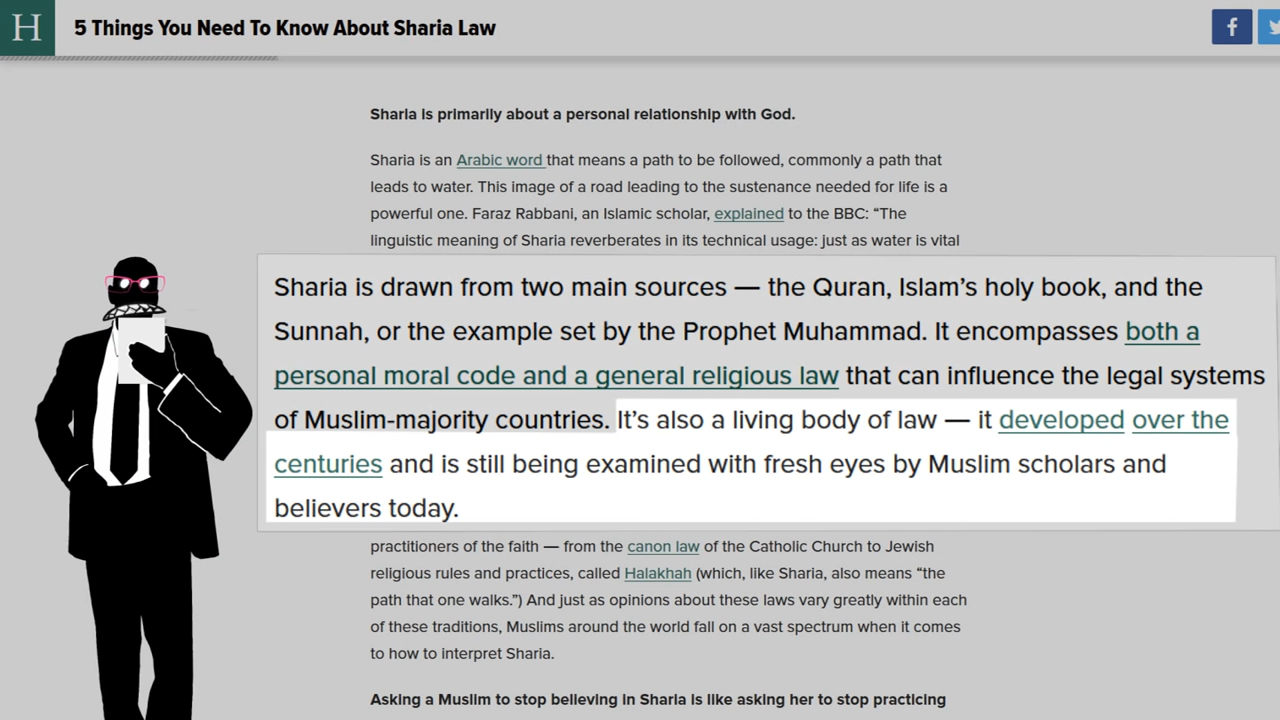 H
5 Things You Need To Know About Sharia Law
f
Sharia is primarily about a personal relationship with God.
Sharia is an Arabic word that means a path to be followed, commonly a path that
leads to water. This image of a road leading to the sustenance needed for life is a
powerful one. Faraz Rabbani, an Islamic scholar, explained to the BBC: “The
linguistic meaning of Sharia reverberates in its technical usage: just as water is vital
Sharia is drawn from two main sources — the Quran, Islam’s holy book, and the
Sunnah, or the example set by the Prophet Muhammad. It encompasses both a
personal moral code and a general religious law that can influence the legal systems
of Muslim-majority countries. It’s also a living body of law — it developed over the
centuries and is still being examined with fresh eyes by Muslim scholars and
believers today.
practitioners of the faith — from the canon law of the Catholic Church to Jewish
religious rules and practices, called Halakhah (which, like Sharia, also means “the
path that one walks.”) And just as opinions about these laws vary greatly within each
of these traditions, Muslims around the world fall on a vast spectrum when it comes
to how to interpret Sharia.
Asking a Muslim to stop believing in Sharia is like asking her to stop practicing